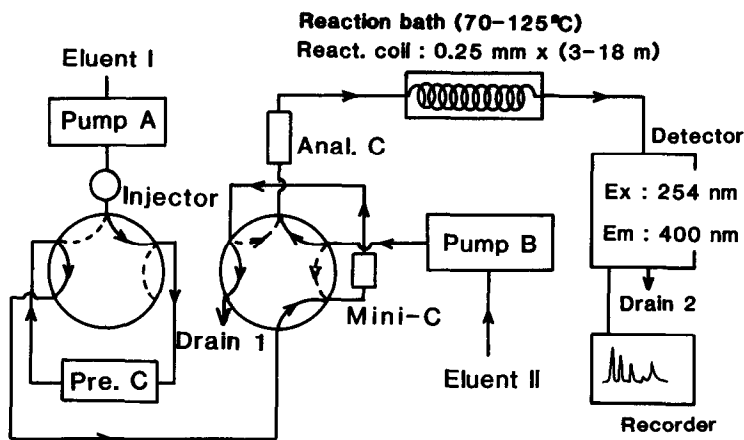 Reaction bath (70-125°C)
React. coil : 0.25 mm x (3-18 m)
Eluent I
Pump A
Injector
Anal. C
Detector
Ex : 254 nm
Em : 400 nm
Pump B
Mini-C
Drain 1
Drain 2
Pre. C
Eluent II
Recorder